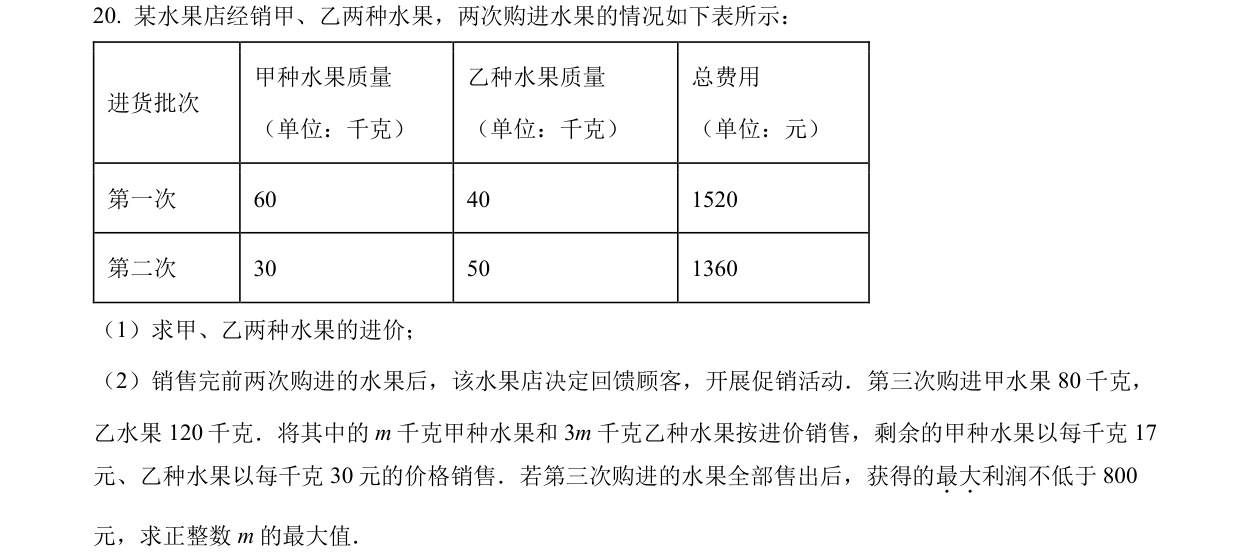 20. 某水果店经销甲、乙两种水果，两次购进水果的情况如下表所示：
进货批次
甲种水果质量
（单位：千克）
乙种水果质量
（单位：千克）
总费用
（单位：元）
第一次 60 40 1520
第二次 30 50 1360
（1）求甲、乙两种水果的进价；
（2）销售完前两次购进的水果后，该水果店决定回馈顾客，开展促销活动．第三次购进甲水果 80 千克，
乙水果 120 千克．将其中的 m 千克甲种水果和 3m 千克乙种水果按进价销售，剩余的甲种水果以每千克 17
元、乙种水果以每千克 30 元的价格销售．若第三次购进的水果全部售出后，获得的最大利润不低于 800
元，求正整数 m 的最大值．